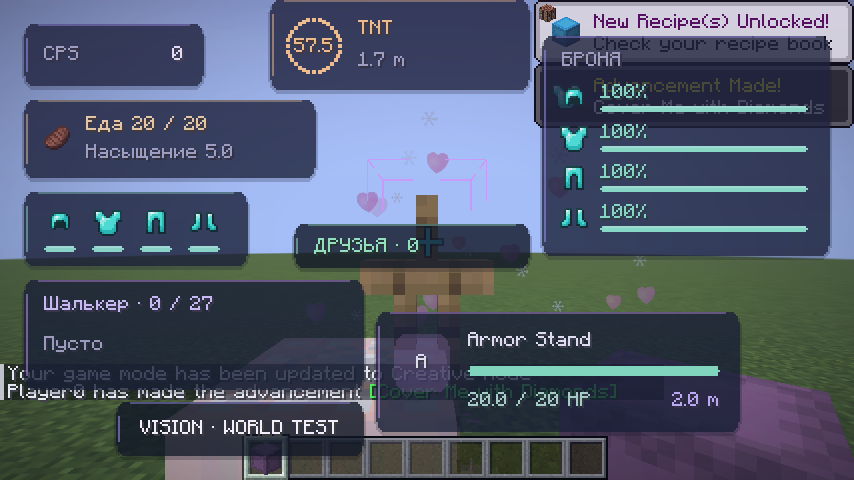 CPS 0
57.5
TNT
1.7 m
New Recipe(s) Unlocked!
Check your recipe book
БРОНЯ
Advancement Made!
Cover Me with Diamonds
100%
100%
100%
100%
Еда 20 / 20
Насыщение 5.0
ДРУЗЬЯ · 0
Шалькер · 0 / 27
Пусто
A
Armor Stand
20.0 / 20 HP 2.0 m
Your game mode has been updated to Creative Mode
Player0 has made the advancement [Cover Me with Diamonds]
VISION · WORLD TEST